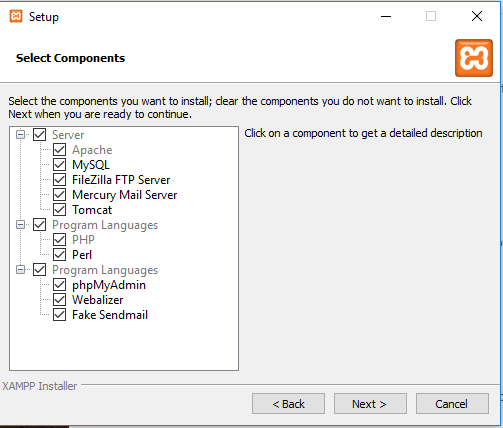 Setup
Select Components
Select the components you want to install; clear the components you do not want to install. Click
Next when you are ready to continue.
Server
Apache
MySQL
FileZilla FTP Server
Mercury Mail Server
Tomcat
Program Languages
PHP
Perl
Program Languages
phpMyAdmin
Webalizer
Fake Sendmail
Click on a component to get a detailed description
XAMPP Installer
< Back
Next >
Cancel